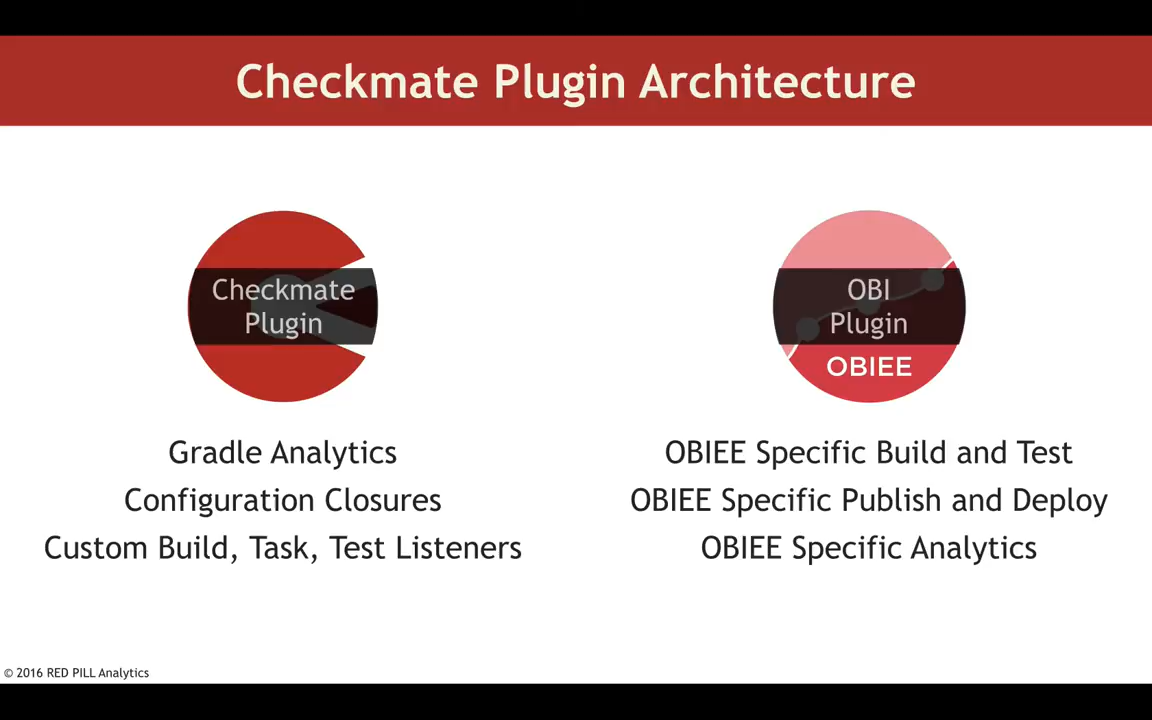 Checkmate Plugin Architecture
Checkmate
Plugin
Gradle Analytics
Configuration Closures
Custom Build, Task, Test Listeners
OBI
Plugin
OBIEE
OBIEE Specific Build and Test
OBIEE Specific Publish and Deploy
OBIEE Specific Analytics
© 2016 RED PILL Analytics